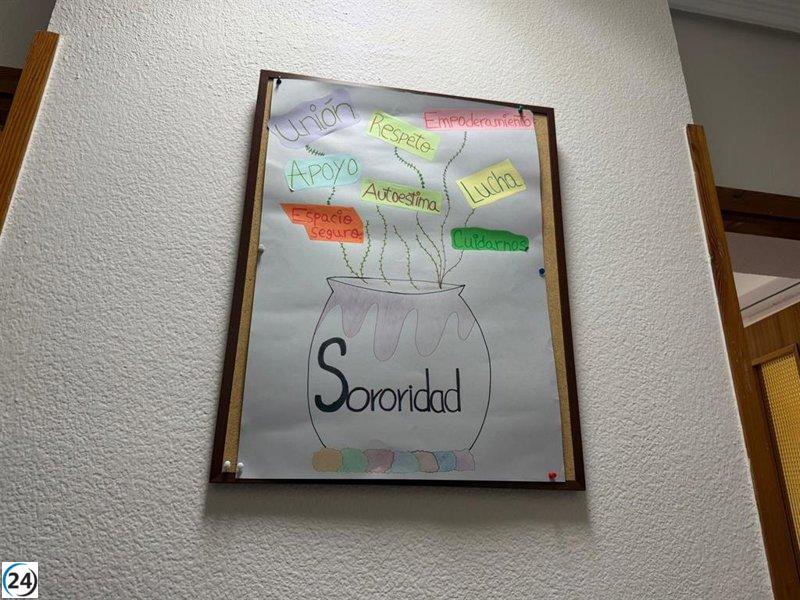 Unión
Respeto
Empoderamiento
Apoyo
Autoestima
Lucha
Espacio
seguro
Cuidarnos
Sororidad
24